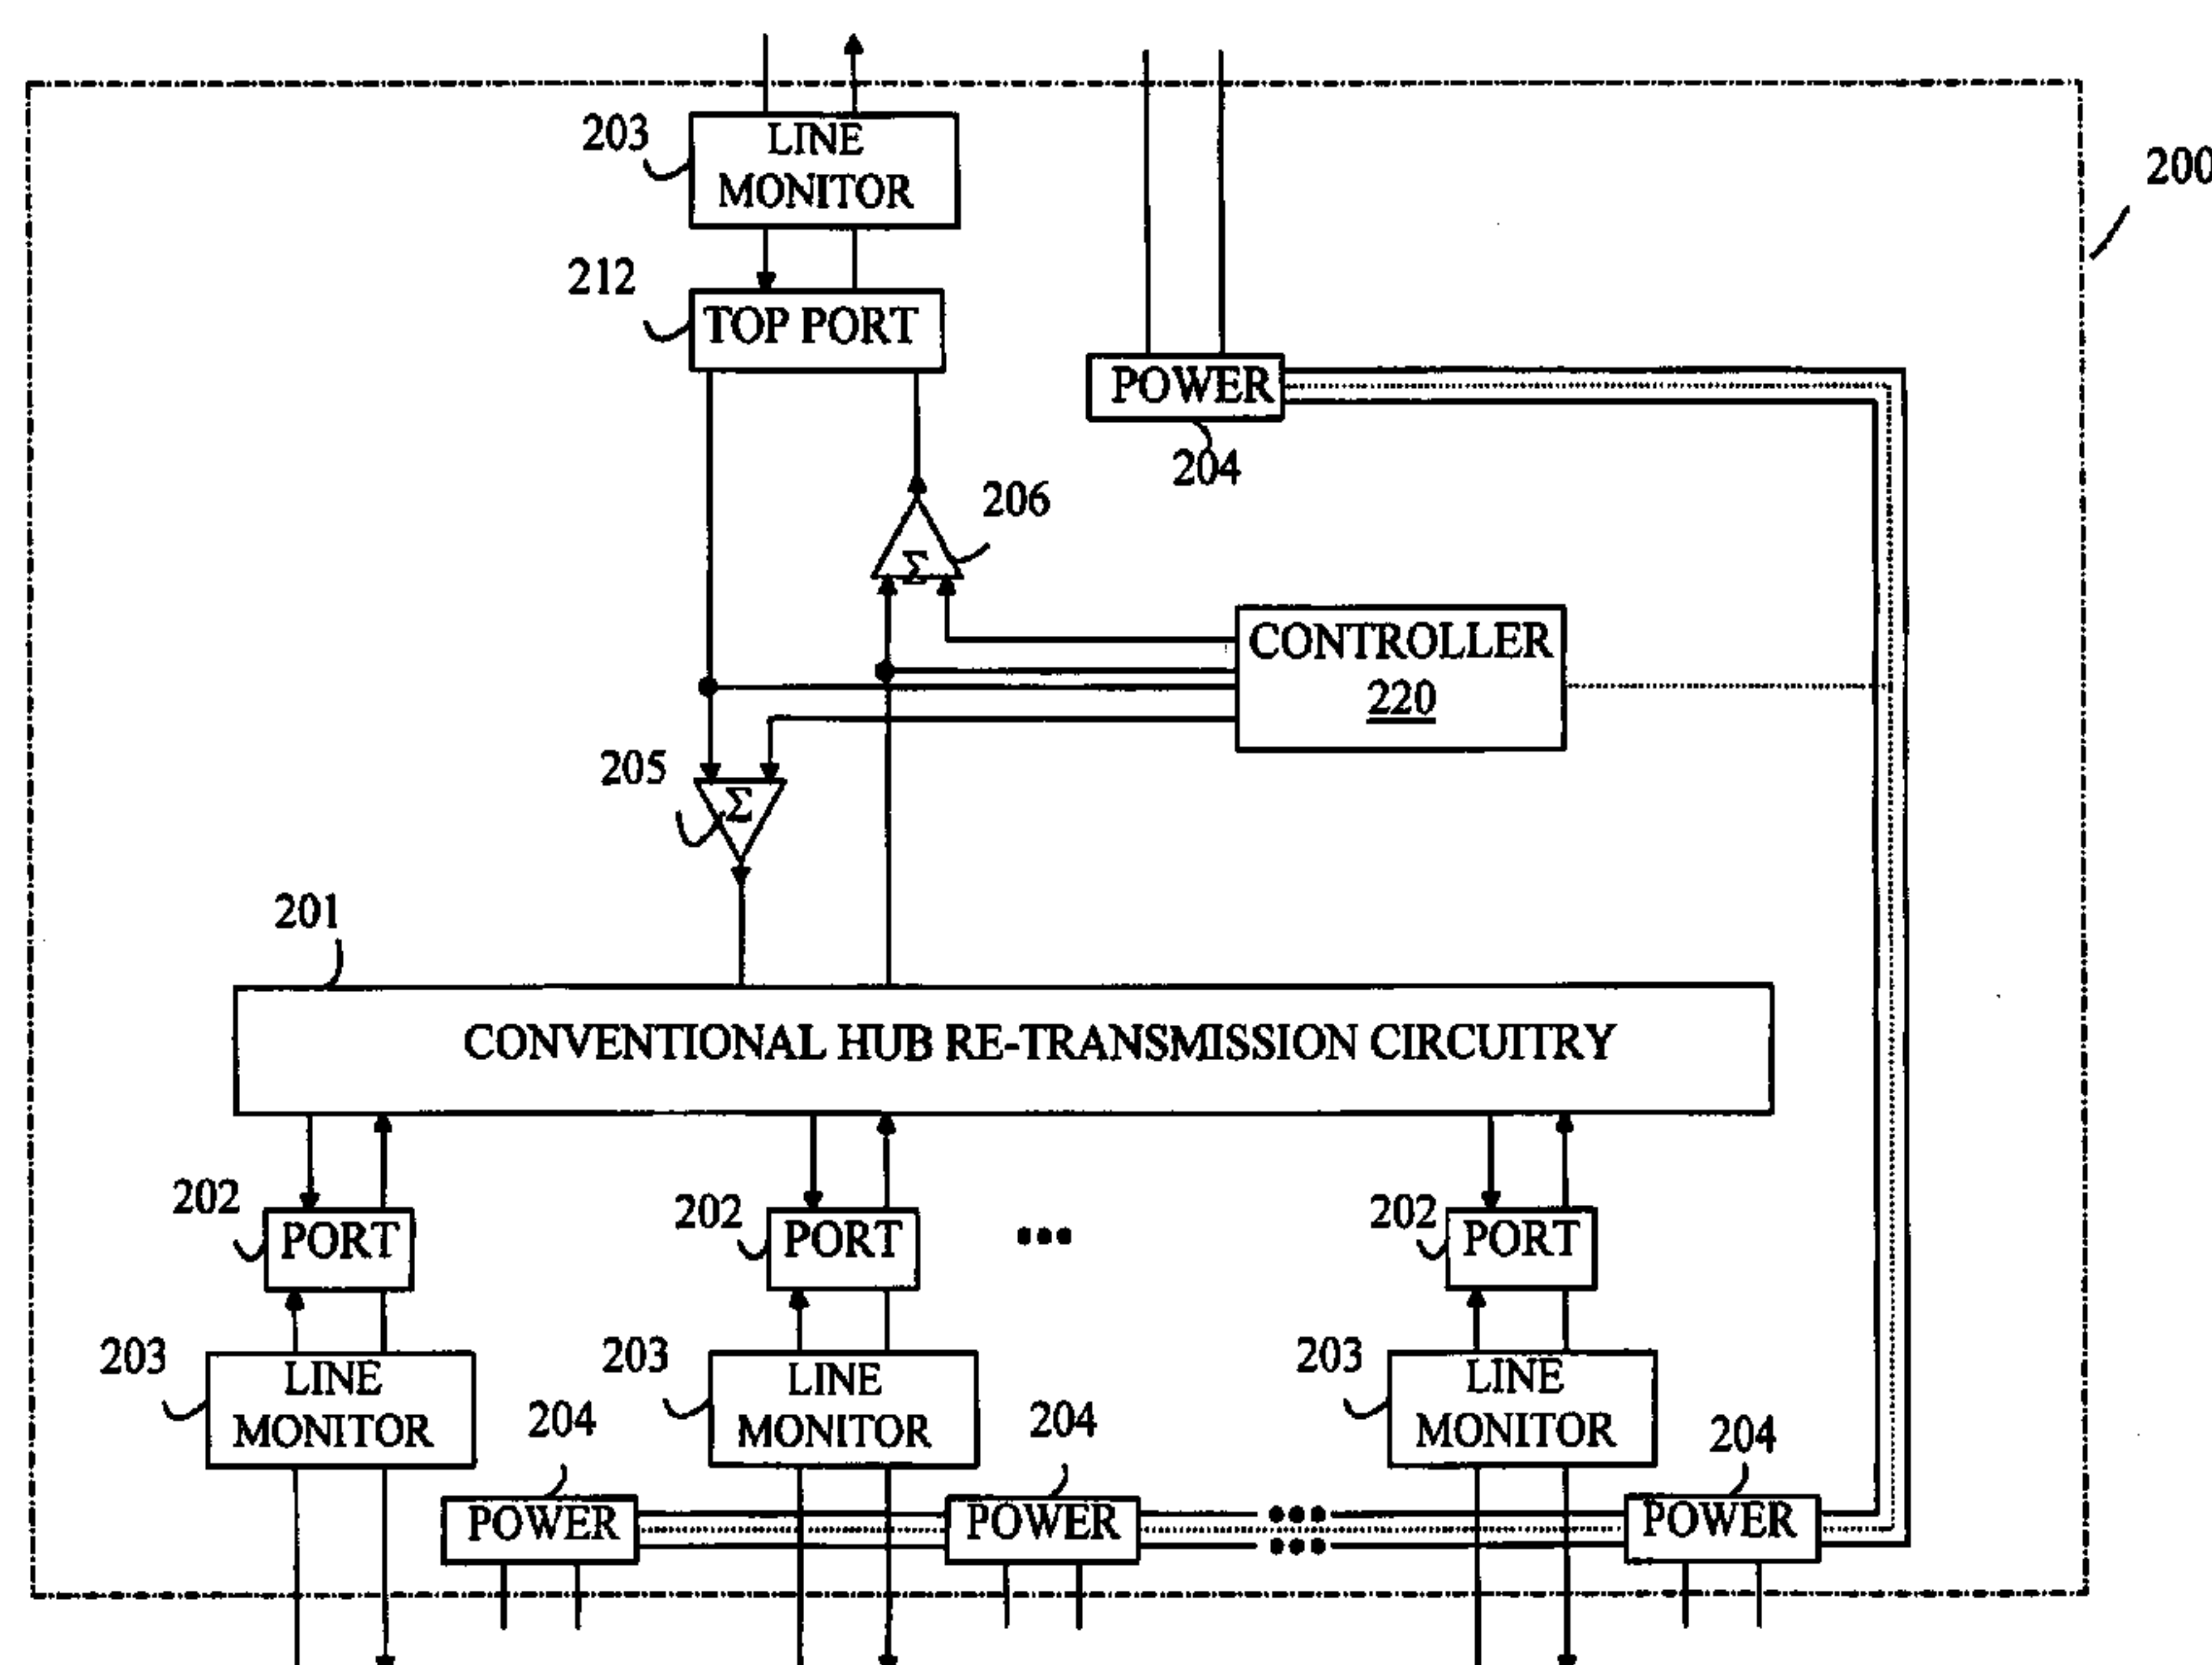 203
LINE
MONITOR
200
212
TOP PORT
POWER
204
206
Σ
CONTROLLER
220
205
Σ
201
CONVENTIONAL HUB RE-TRANSMISSION CIRCUITRY
202
PORT
202
PORT
202
PORT
203
LINE
MONITOR
203
LINE
MONITOR
203
LINE
MONITOR
204
POWER
204
POWER
204
POWER